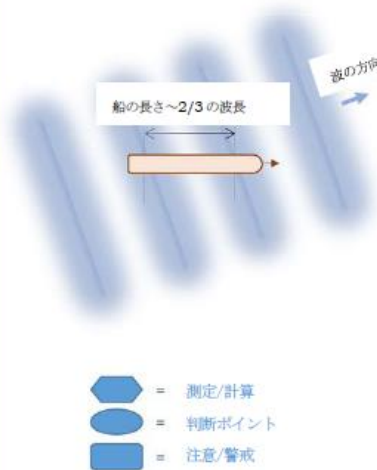 波の方向
船の長さ～2/3の波長
= 測定/計算
= 判断ポイント
= 注意/警戒